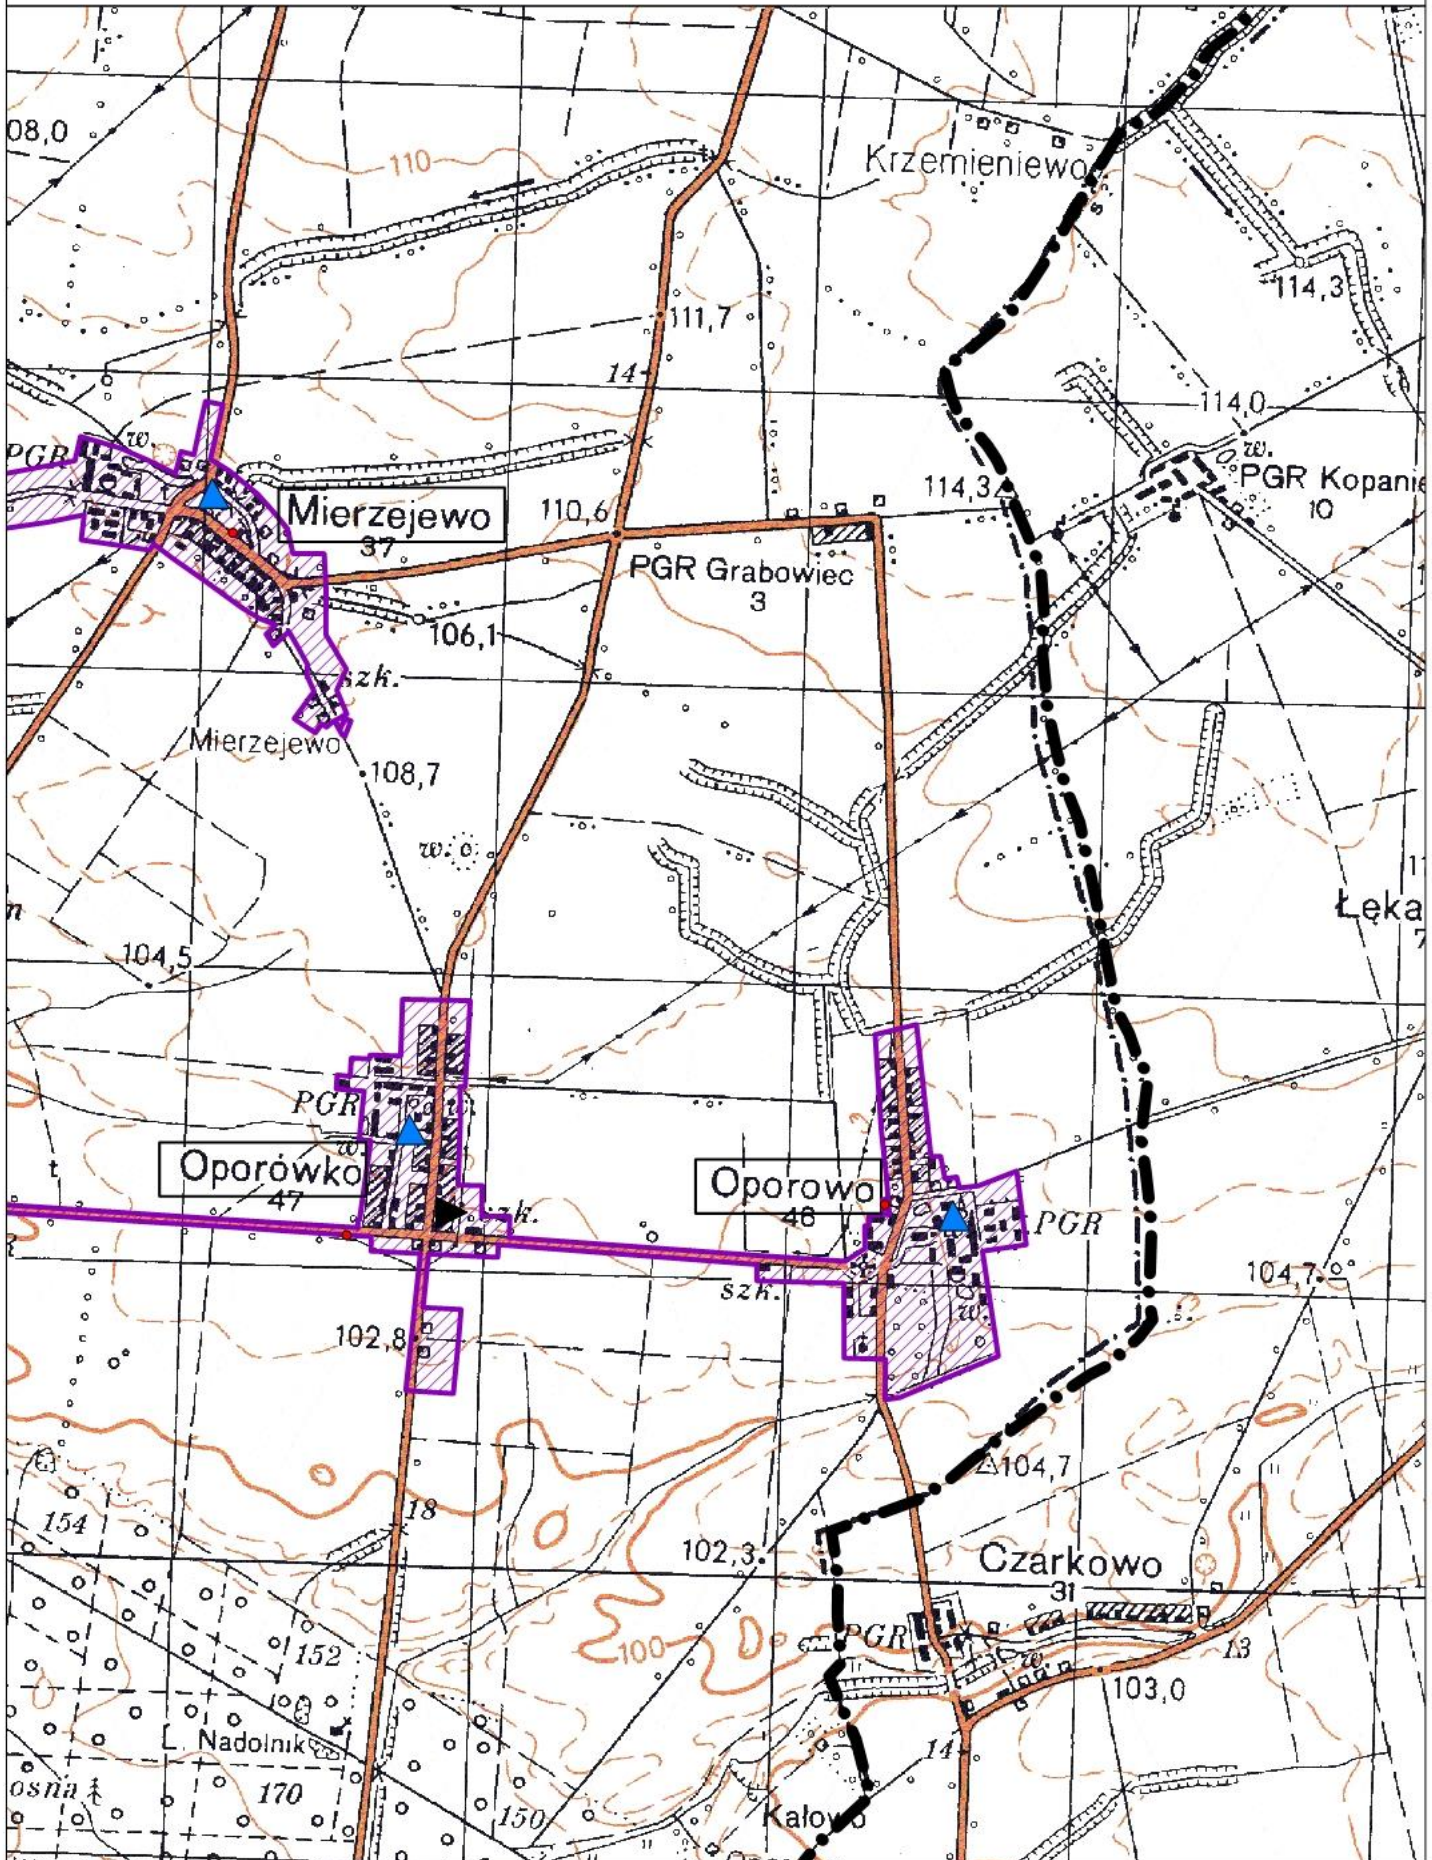 08,0
110
Krzemieniewo
s
114,3
111,7
14
114,0
PGR
w.
w.
114,3
PGR Kopanie
10
Mierzejewo
37
110,6
PGR Grabowiec
3
106,1
szk.
Mierzejewo
108,7
w.
Łęka
7
n
104,5
PGR
w.
t
Oporówko
47
szk.
Oporowo
48
PGR
104,7
szk.
w.
102,8
104,7
18
154
102,3
Czarkowo
31
152
100
PGR
w.
13
103,0
L. Nadolnik
14
osna
170
150
Kałowo